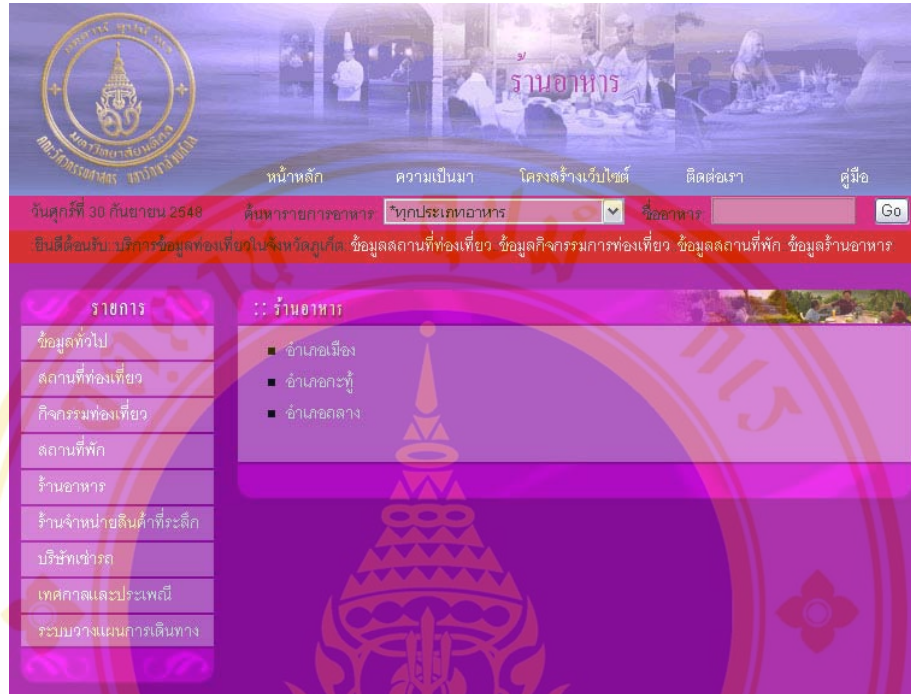 ร้านอาหาร
หน้าหลัก ความเป็นมา โครงสร้างเว็บไซต์ ติดต่อเรา คู่มือ
วันศุกร์ที่ 30 กันยายน 2548 ค้นหารายการอาหาร: *ทุกประเภทอาหาร ชื่ออาหาร: Go
:ยินดีต้อนรับ: บริการข้อมูลท่องเที่ยวในจังหวัดภูเก็ต: ข้อมูลสถานที่ท่องเที่ยว ข้อมูลกิจกรรมการท่องเที่ยว ข้อมูลสถานที่พัก ข้อมูลร้านอาหาร
รายการ
ข้อมูลทั่วไป
สถานที่ท่องเที่ยว
กิจกรรมท่องเที่ยว
สถานที่พัก
ร้านอาหาร
ร้านจำหน่ายสินค้าที่ระลึก
บริษัทเช่ารถ
เทศกาลและประเพณี
ระบบวางแผนการเดินทาง
:: ร้านอาหาร
อำเภอเมือง
อำเภอกะทู้
อำเภอถลาง